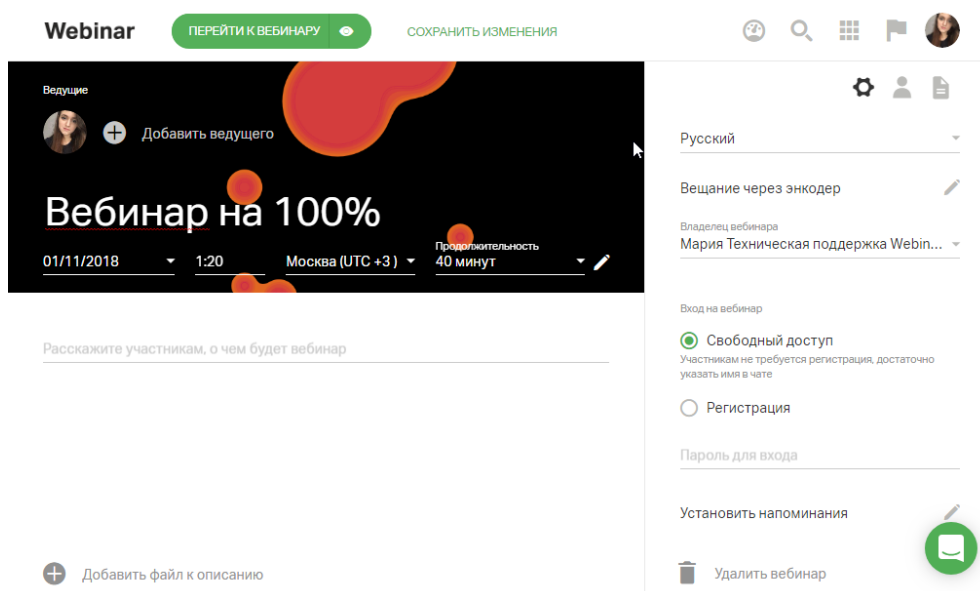 Webinar
ПЕРЕЙТИ К ВЕБИНАРУ
СОХРАНИТЬ ИЗМЕНЕНИЯ
Ведущие
Добавить ведущего
Вебинар на 100%
Продолжительность
01/11/2018 1:20 Москва (UTC +3 ) 40 минут
Расскажите участникам, о чем будет вебинар
Добавить файл к описанию
Русский
Вещание через энкодер
Владелец вебинара
Мария Техническая поддержка Webin...
Вход на вебинар
Свободный доступ
Участникам не требуется регистрация, достаточно
указать имя в чате
Регистрация
Пароль для входа
Установить напоминания
Удалить вебинар